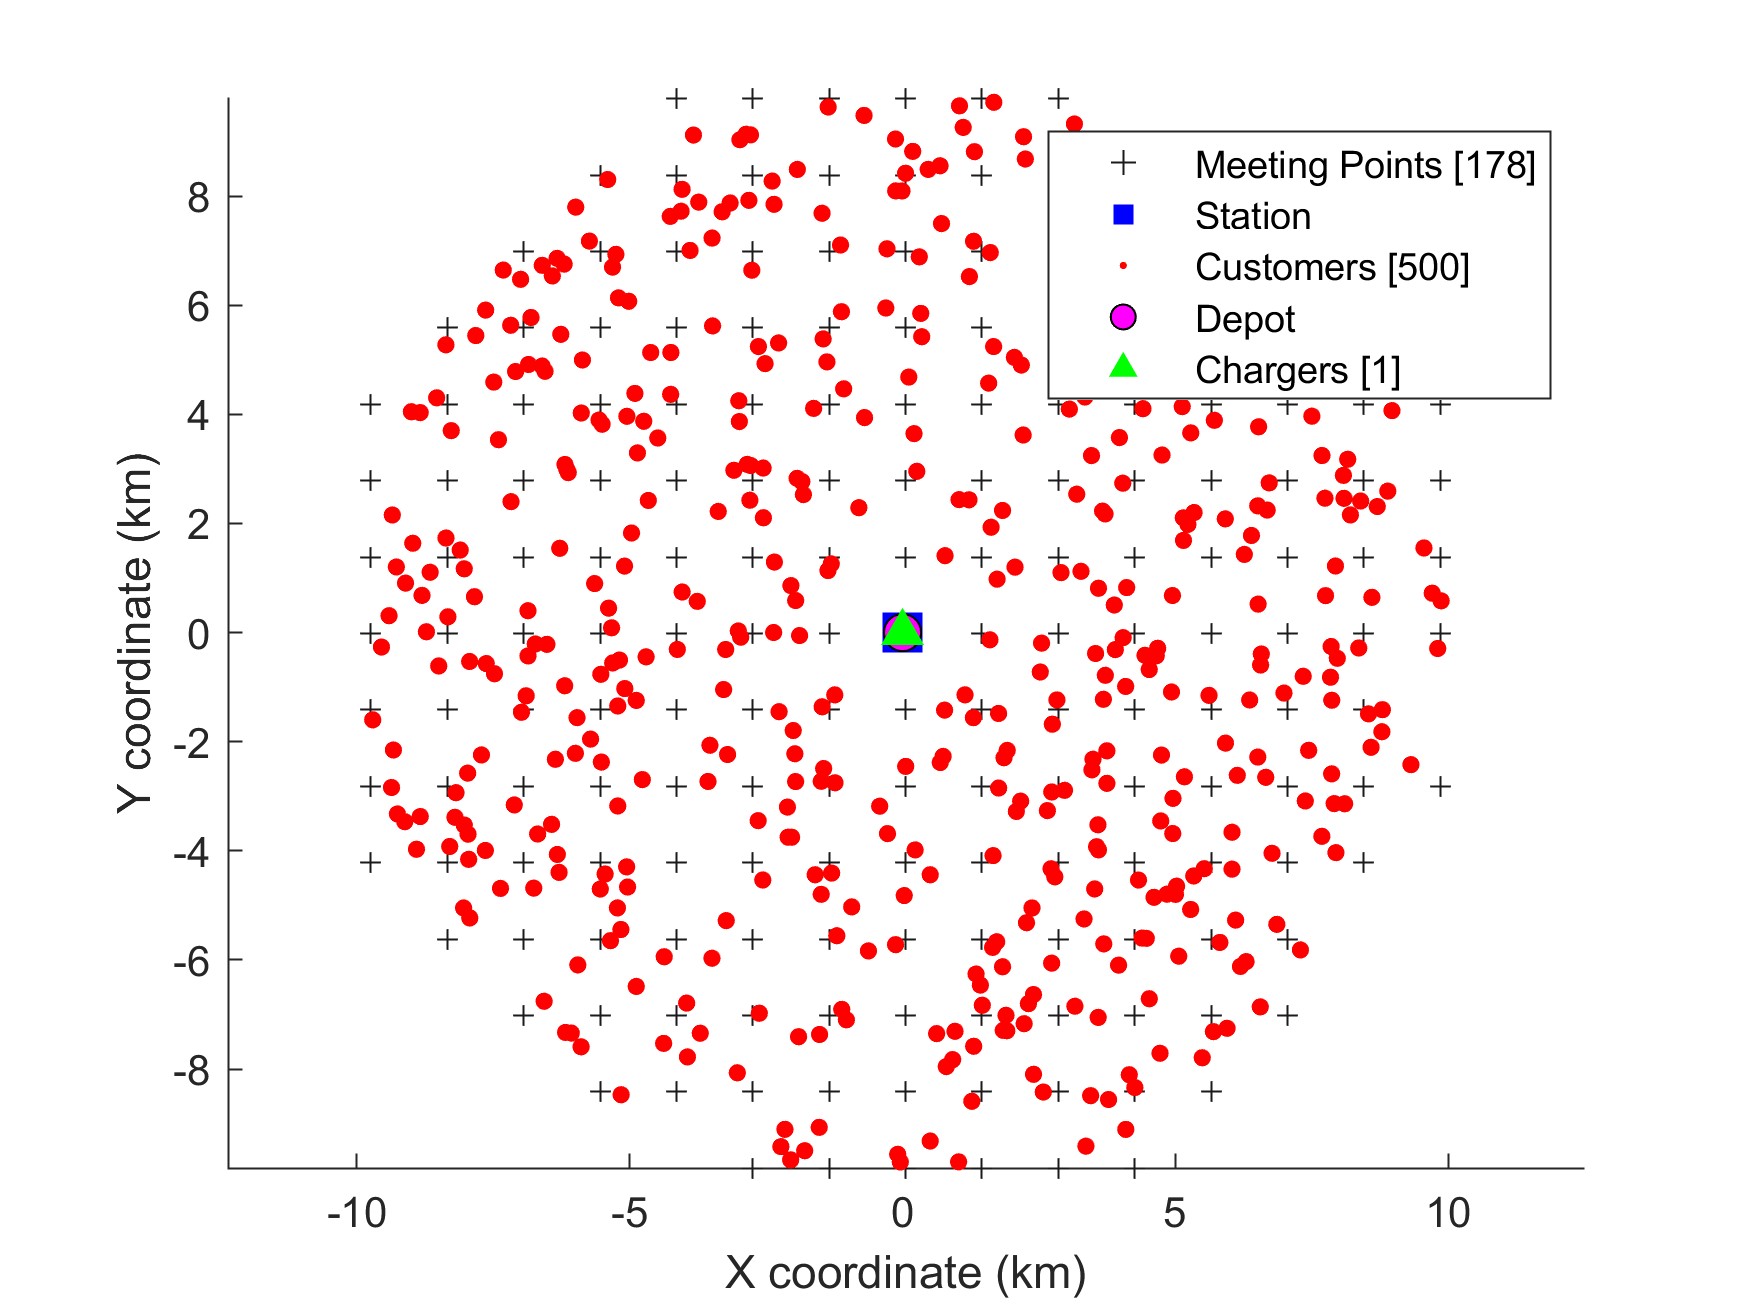 Meeting Points [178]
Station
Customers [500]
Depot
Chargers [1]
8
6
4
2
0
-2
-4
-6
-8
Y coordinate (km)
-10 -5 0 5 10
X coordinate (km)